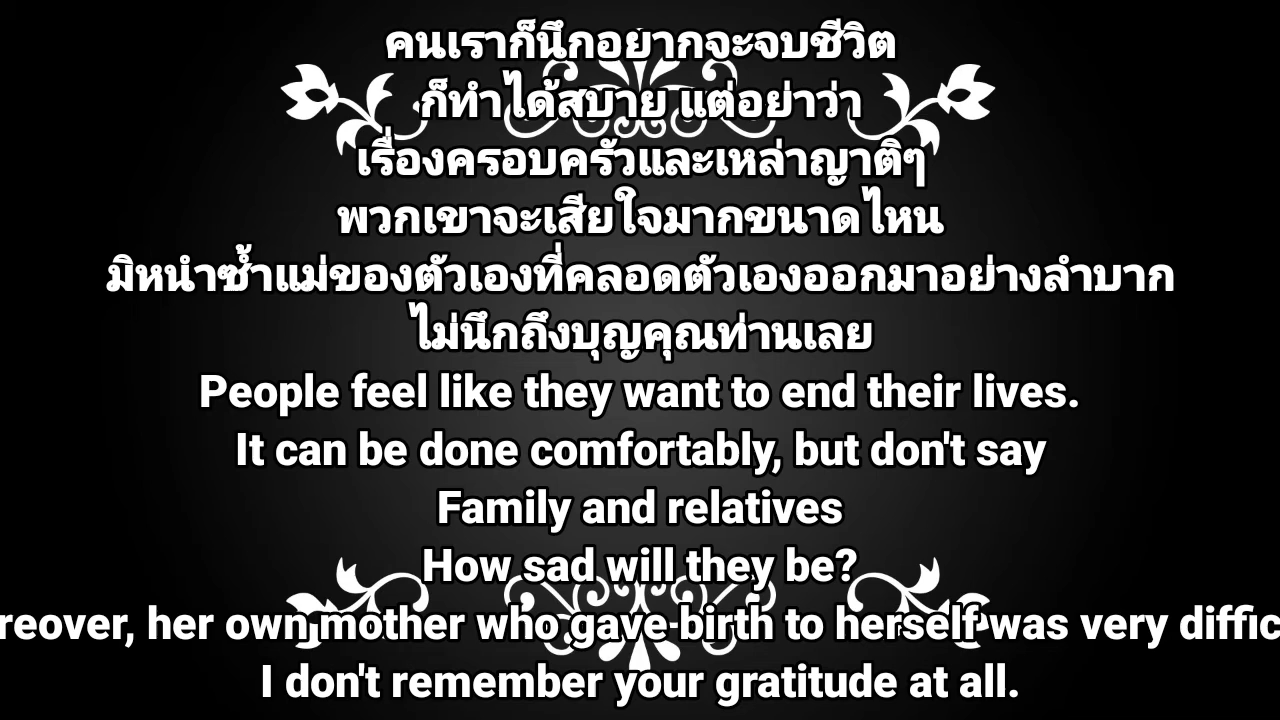 คนเราก็นึกอยากจะจบชีวิต
ก็ทำได้สบาย แต่อย่าว่า
เรื่องครอบครัวและเหล่าญาติๆ
พวกเขาจะเสียใจมากขนาดไหน
มิหนำซ้ำแม่ของตัวเองที่คลอดตัวเองออกมาอย่างลำบาก
ไม่นึกถึงบุญคุณท่านเลย
People feel like they want to end their lives.
It can be done comfortably, but don't say
Family and relatives
How sad will they be?
reover, her own mother who gave birth to herself was very diffic
I don't remember your gratitude at all.